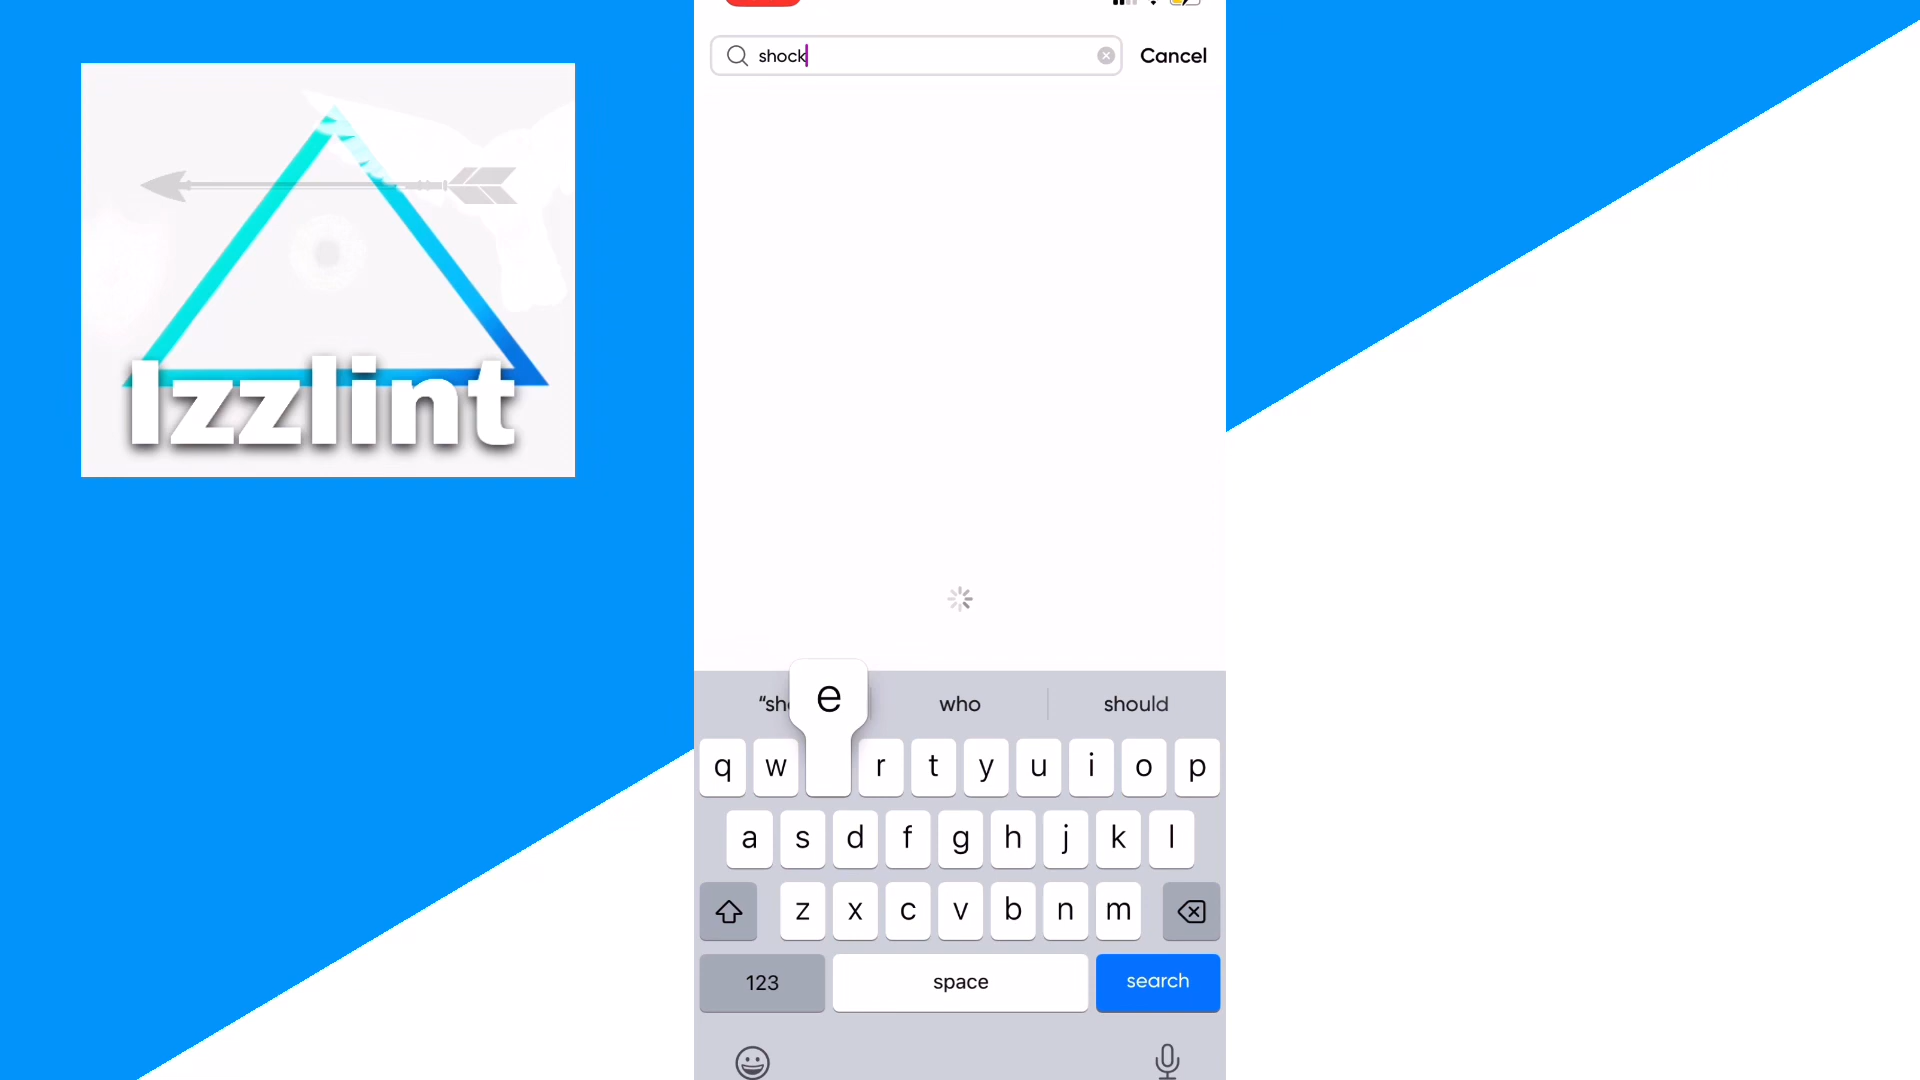 shock
Cancel
Izzlint
e
who
should
q w r t y u i o p
a s d f g h j k l
z x c v b n m
123
space
search